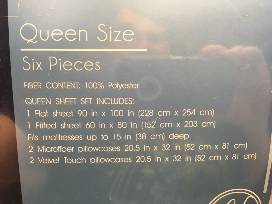 Queen Size
Six Pieces
FIBER CONTENT: 100% Polyester
QUEEN SHEET SET INCLUDES:
1 Flat sheet 90 in x 100 in (228 cm x 254 cm)
1 Fitted sheet 60 in x 80 in (152 cm x 203 cm)
Fits mattresses up to 15 in (38 cm) deep
2 Microfiber pillowcases 20.5 in x 32 in (52 cm x 81 cm)
2 Velvet Touch pillowcases 20.5 in x 32 in (52 cm x 81 cm)